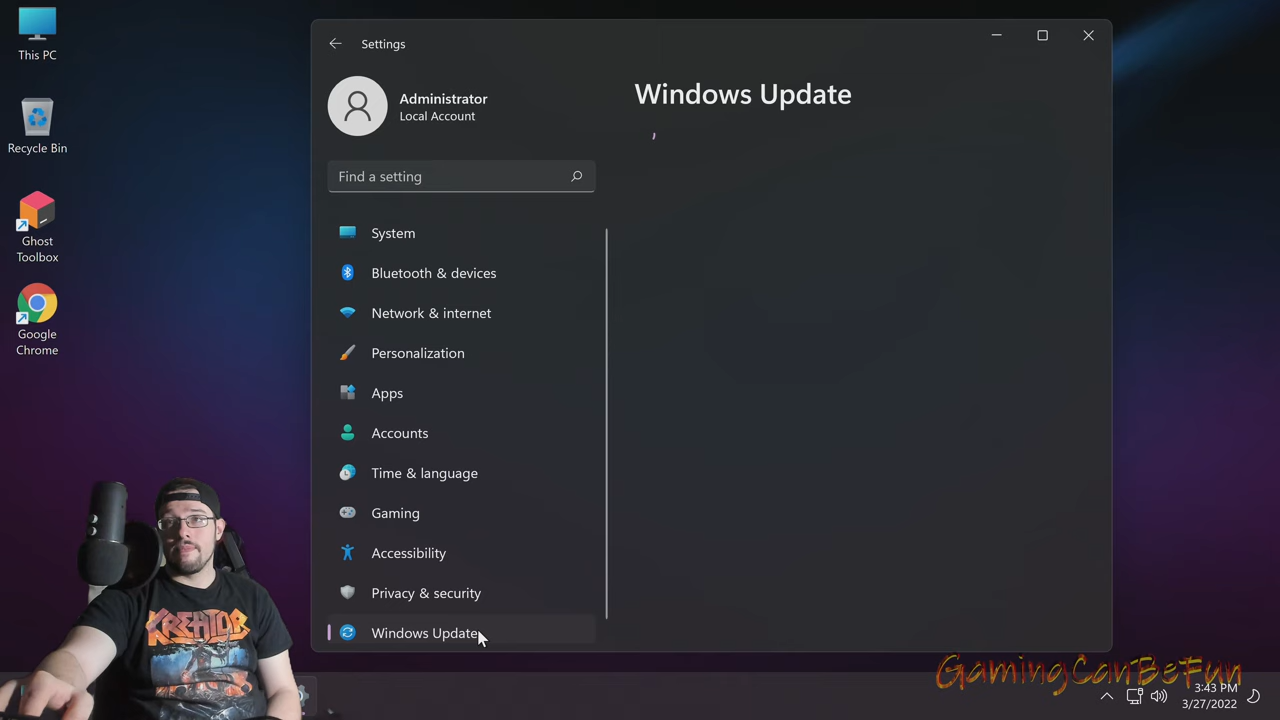 This PC
Recycle Bin
Ghost
Toolbox
Google
Chrome
Settings
Administrator
Local Account
Find a setting
System
Bluetooth & devices
Network & internet
Personalization
Apps
Accounts
Time & language
Gaming
Accessibility
Privacy & security
Windows Update
Windows Update
KREATOR
GamingCanBeFun
3:43 PM
3/27/2022